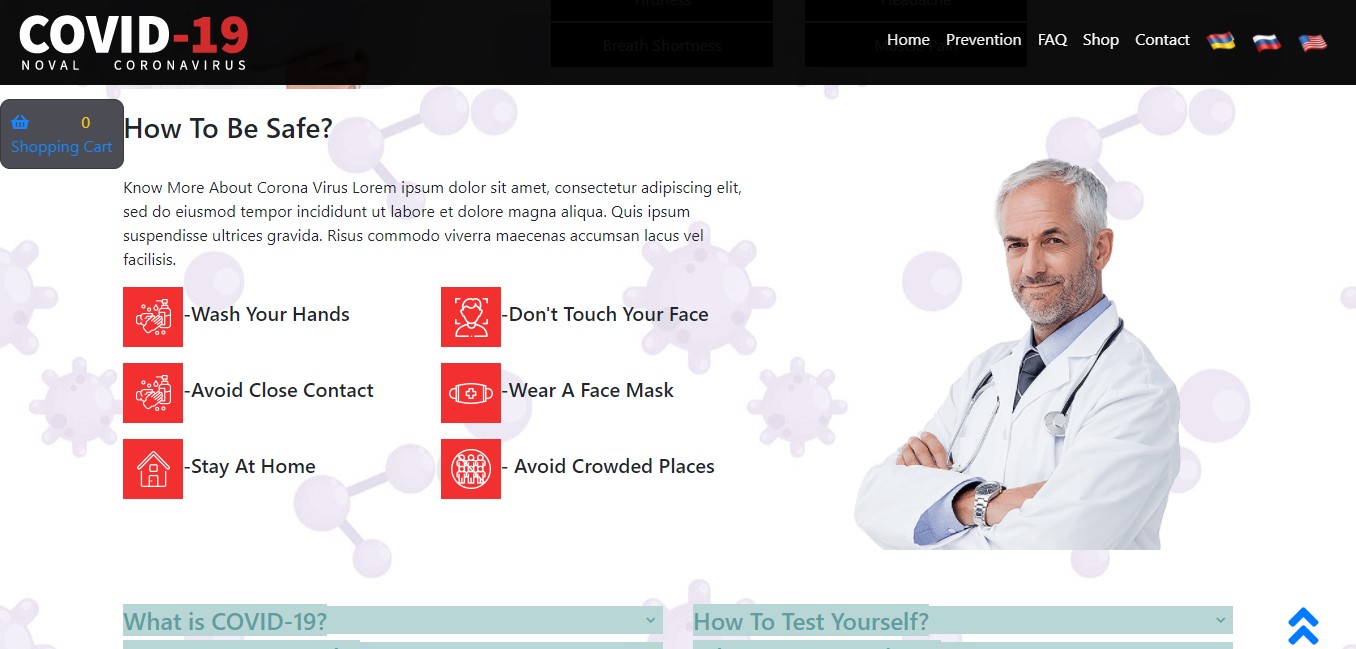 COVID-19
NOVAL CORONAVIRUS
Breath Shortness
Home Prevention FAQ Shop Contact
0
Shopping Cart
How To Be Safe?
Know More About Corona Virus Lorem ipsum dolor sit amet, consectetur adipiscing elit,
sed do eiusmod tempor incididunt ut labore et dolore magna aliqua. Quis ipsum
suspendisse ultrices gravida. Risus commodo viverra maecenas accumsan lacus vel
facilisis.
-Wash Your Hands
-Don't Touch Your Face
-Avoid Close Contact
-Wear A Face Mask
-Stay At Home
- Avoid Crowded Places
What is COVID-19?
How To Test Yourself?